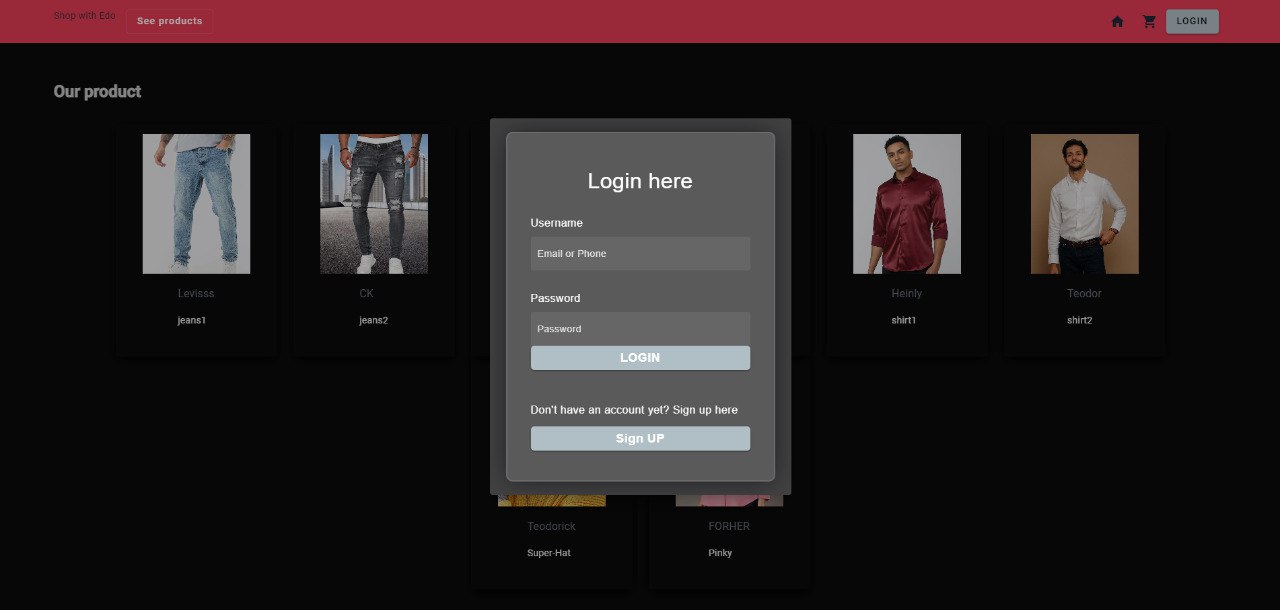 Shop with Edo
See products
LOGIN
Our product
Login here
Username
Email or Phone
Password
Password
LOGIN
Don't have an account yet? Sign up here
Sign UP
Levisss
jeans1
CK
jeans2
Heinly
shirt1
Teodor
shirt2
Teodorick
Super-Hat
FORHER
Pinky